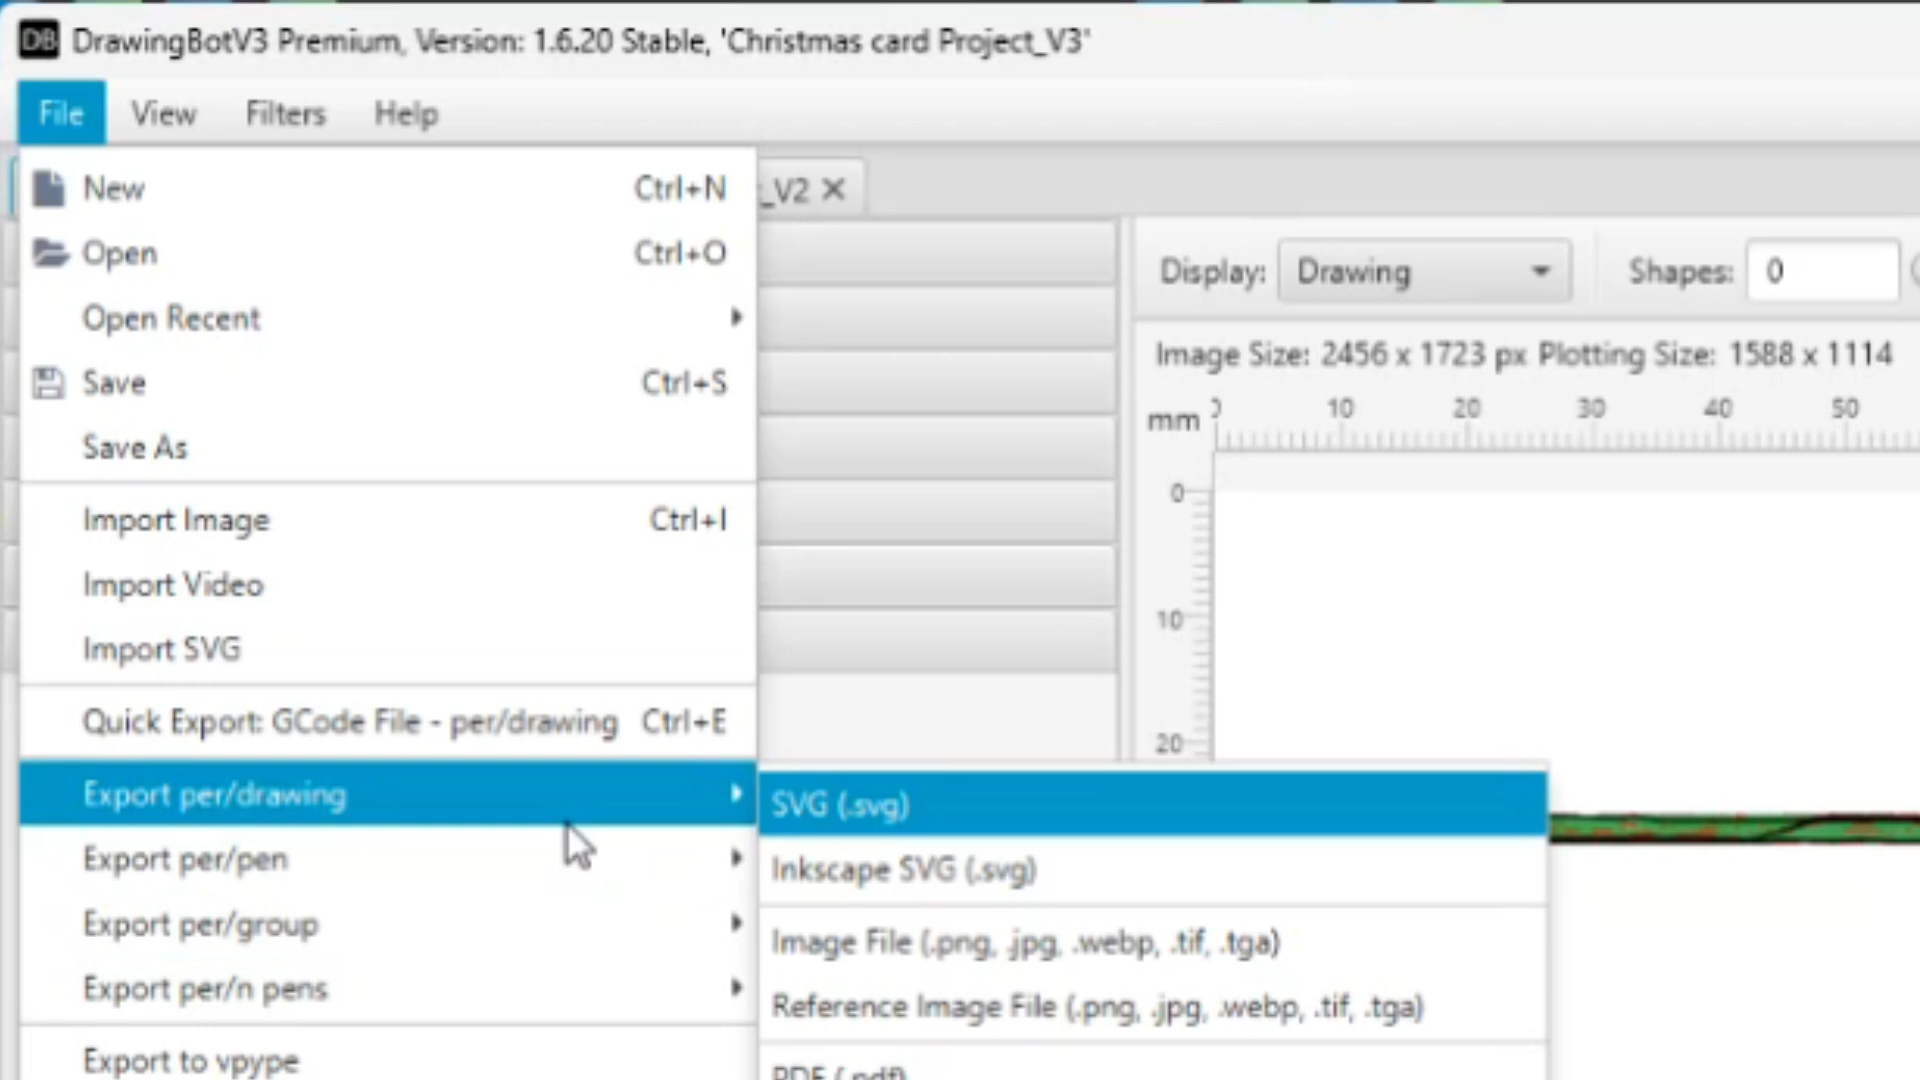 DB DrawingBotV3 Premium, Version: 1.6.20 Stable, 'Christmas card Project_V3'
File View Filters Help
New Ctrl+N
Open Ctrl+O
Open Recent
Save Ctrl+S
Save As
Import Image Ctrl+I
Import Video
Import SVG
Quick Export: GCode File - per/drawing Ctrl+E
Export per/drawing
Export per/pen
Export per/group
Export per/n pens
Export to vpype
SVG (.svg)
Inkscape SVG (.svg)
Image File (.png, .jpg, .webp, .tif, .tga)
Reference Image File (.png, .jpg, .webp, .tif, .tga)
PDF (.pdf)
_V2
Display: Drawing Shapes: 0
Image Size: 2456 x 1723 px Plotting Size: 1588 x 1114
mm 10 20 30 40 50
0
10
20